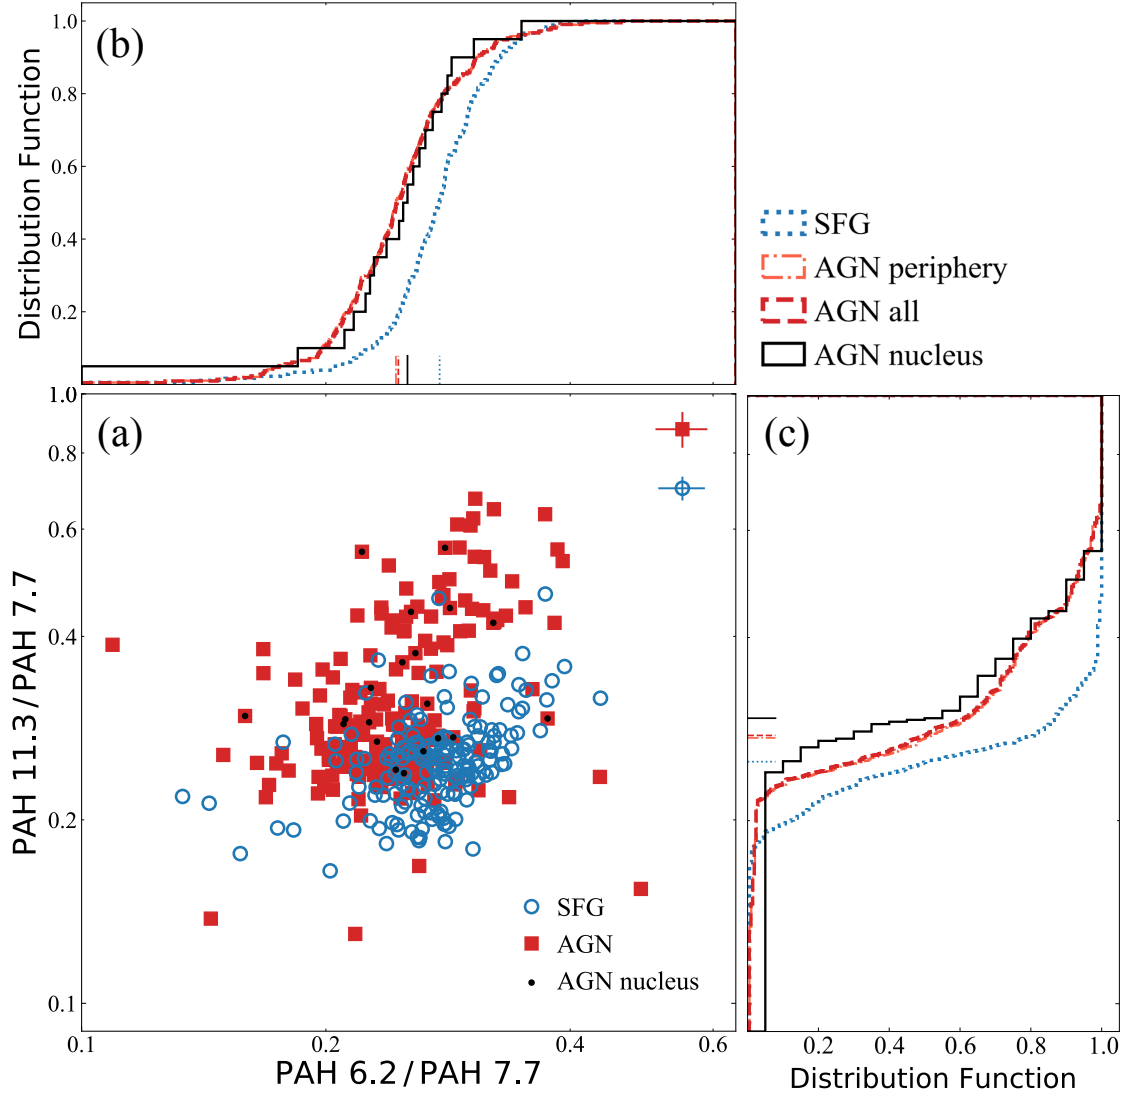 (b)
Distribution Function
1.0
0.8
0.6
0.4
0.2
SFG
AGN periphery
AGN all
AGN nucleus
(a)
PAH 11.3 / PAH 7.7
1.0
0.8
0.6
0.4
0.2
0.1
SFG
AGN
AGN nucleus
0.1 0.2 0.4 0.6
PAH 6.2 / PAH 7.7
(c)
0.2 0.4 0.6 0.8 1.0
Distribution Function